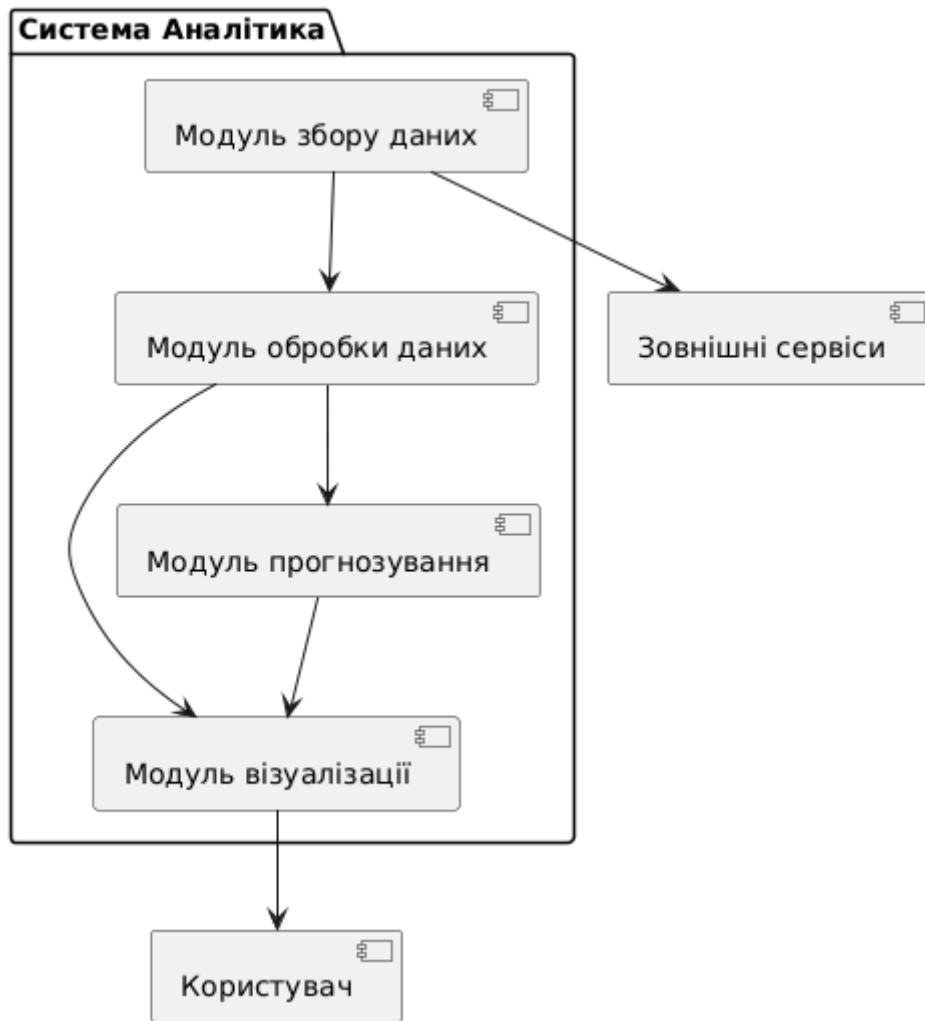 Система Аналітика
Модуль збору даних
Модуль обробки даних
Зовнішні сервіси
Модуль прогнозування
Модуль візуалізації
Користувач